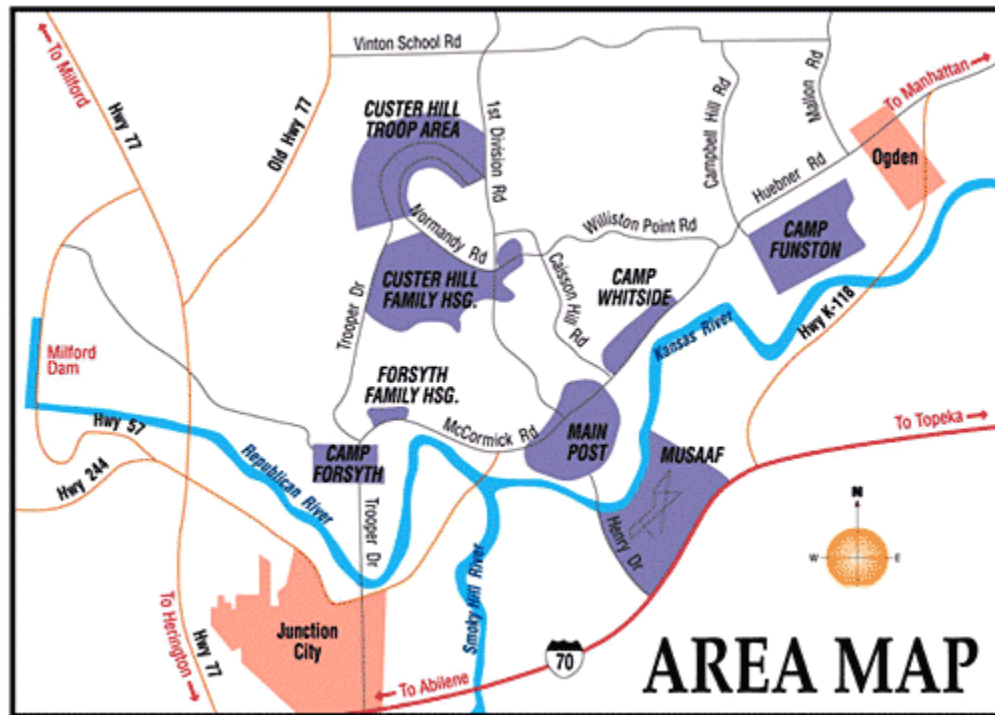 To Milford
Hwy 77
Old Hwy 77
Vinton School Rd
CUSTER HILL
TROOP AREA
1st Division Rd
Campbell Hill Rd
Mallon Rd
To Manhattan
Ogden
Huebner Rd
Normandy Rd
Williston Point Rd
CAMP
FUNSTON
CUSTER HILL
FAMILY HSG.
Caisson Hill Rd
CAMP
WHITSIDE
Trooper Dr
Kansas River
Hwy K-118
Milford
Dam
FORSYTH
FAMILY HSG.
McCormick Rd
MAIN
POST
MUSAAF
To Topeka
Hwy 57
Hwy 244
Republican River
CAMP
FORSYTH
Trooper Dr
Henry Dr
N
W
E
Smoky Hill River
To Herington
Hwy 77
Junction
City
To Abilene
70
AREA MAP